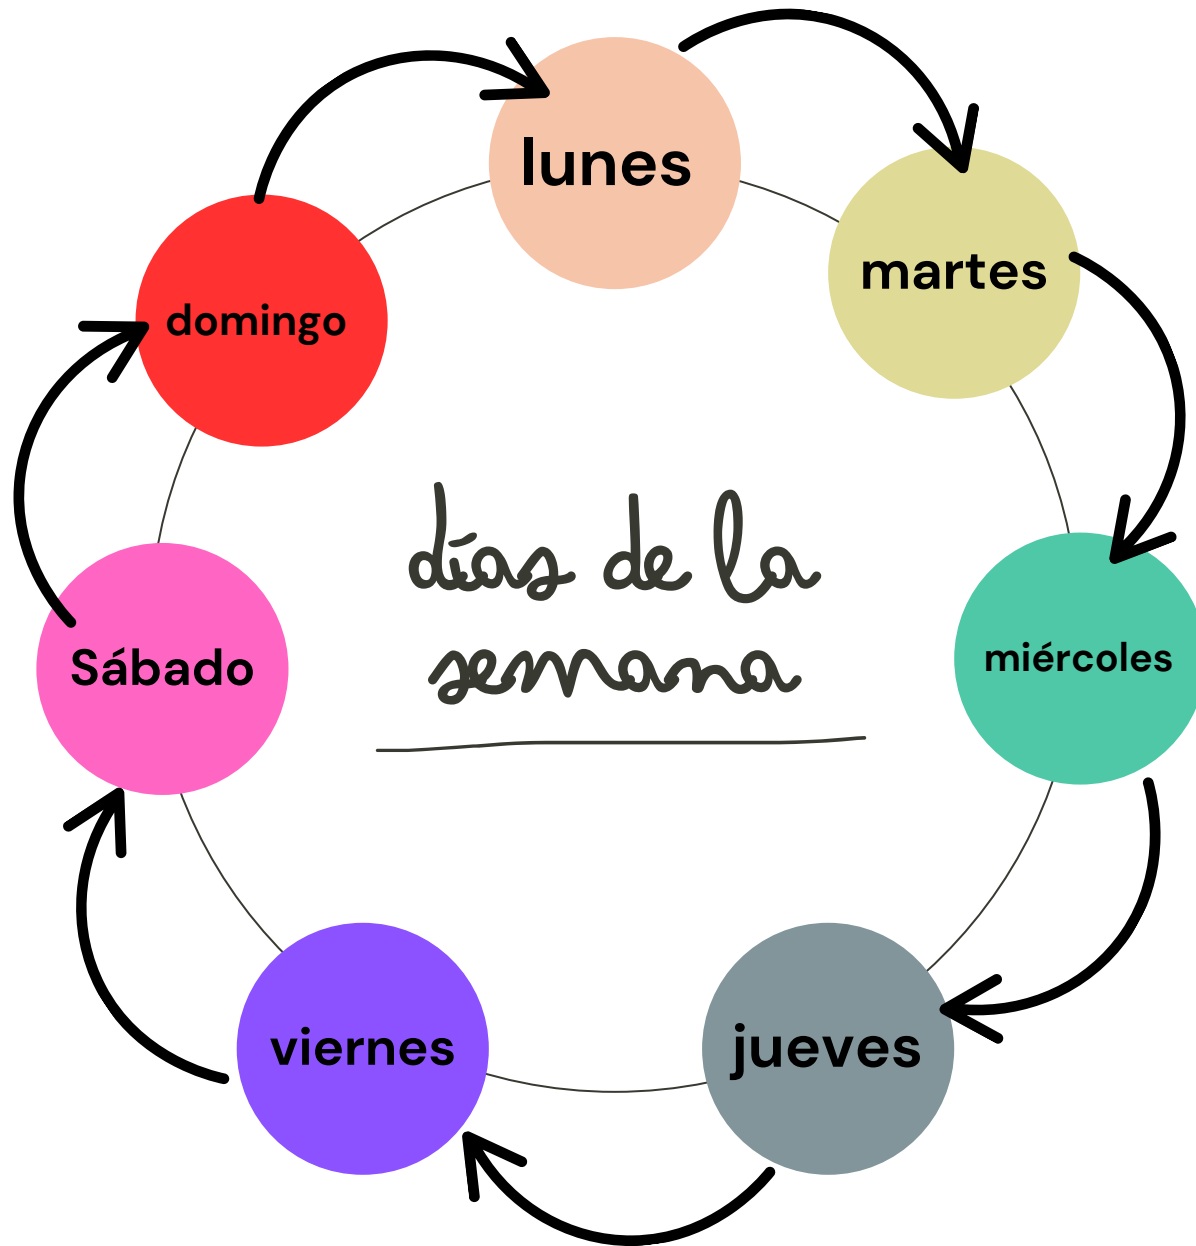 lunes
martes
miércoles
jueves
viernes
Sábado
domingo
días de la
semana